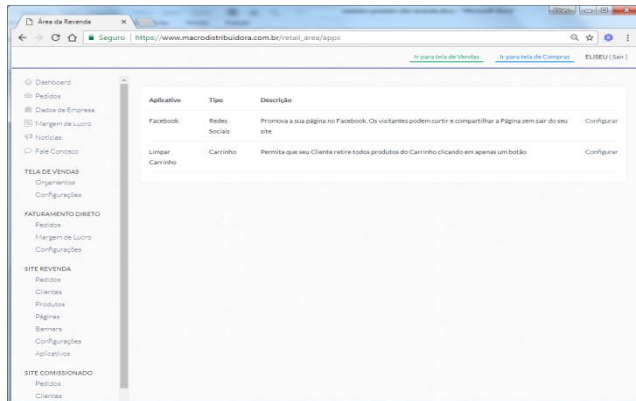 Área da Revenda
Seguro | https://www.macrodistribuidora.com.br/retail_area/apps
Ir para tela de Vendas Ir para tela de Compras ELISEU ( Sair )
Dashboard
Pedidos
Dados da Empresa
Margem de Lucro
Notícias
Fale Conosco
TELA DE VENDAS
Orçamentos
Configurações
FATURAMENTO DIRETO
Pedidos
Margem de Lucro
Configurações
SITE REVENDA
Pedidos
Clientes
Produtos
Páginas
Banners
Configurações
Aplicativos
SITE COMISSIONADO
Pedidos
Clientes
Aplicativo Tipo Descrição
Facebook Redes Sociais Promova a sua página no Facebook. Os visitantes podem curtir e compartilhar a Página sem sair do seu site Configurar
Limpar Carrinho Carrinho Permita que seu Cliente retire todos produtos do Carrinho clicando em apenas um botão Configurar